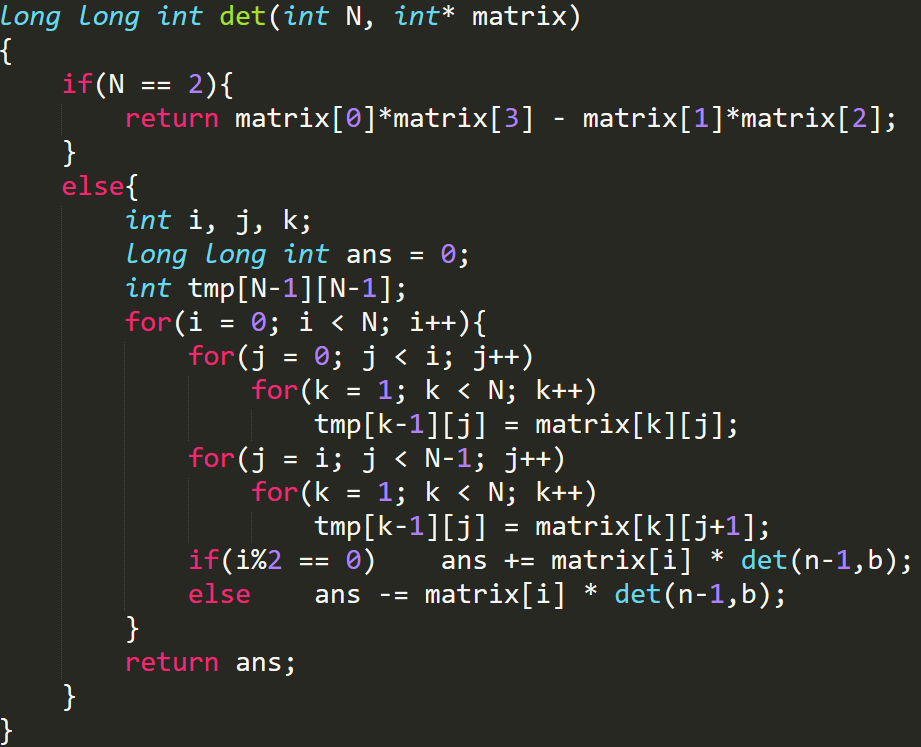 long long int det(int N, int* matrix)
{
    if(N == 2){
        return matrix[0]*matrix[3] - matrix[1]*matrix[2];
    }
    else{
        int i, j, k;
        long long int ans = 0;
        int tmp[N-1][N-1];
        for(i = 0; i < N; i++){
            for(j = 0; j < i; j++)
                for(k = 1; k < N; k++)
                    tmp[k-1][j] = matrix[k][j];
            for(j = i; j < N-1; j++)
                for(k = 1; k < N; k++)
                    tmp[k-1][j] = matrix[k][j+1];
            if(i%2 == 0)    ans += matrix[i] * det(n-1,b);
            else    ans -= matrix[i] * det(n-1,b);
        }
        return ans;
    }
}